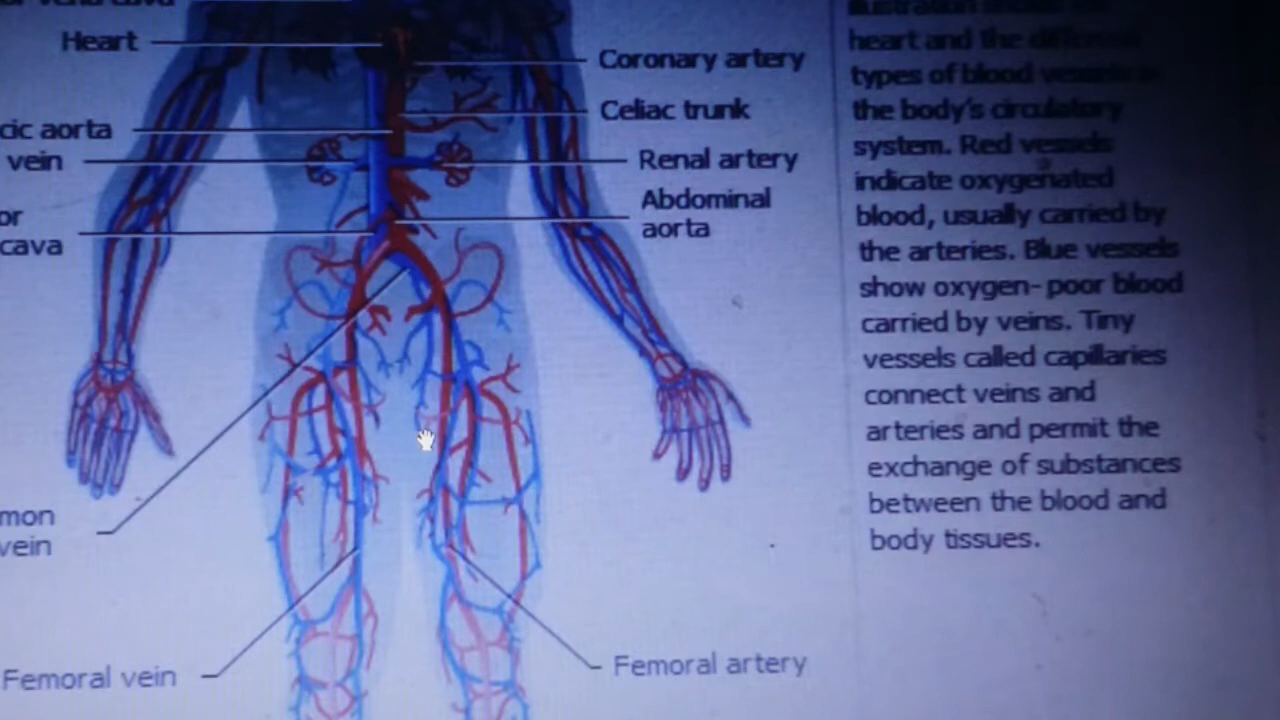 Heart
cic aorta
vein
or
cava
mon
vein
Femoral vein
Coronary artery
Celiac trunk
Renal artery
Abdominal
aorta
Femoral artery
illustration
heart and the different
types of blood vessels
the body's circulatory
system. Red vessels
indicate oxygenated
blood, usually carried by
the arteries. Blue vessels
show oxygen- poor blood
carried by veins. Tiny
vessels called capillaries
connect veins and
arteries and permit the
exchange of substances
between the blood and
body tissues.